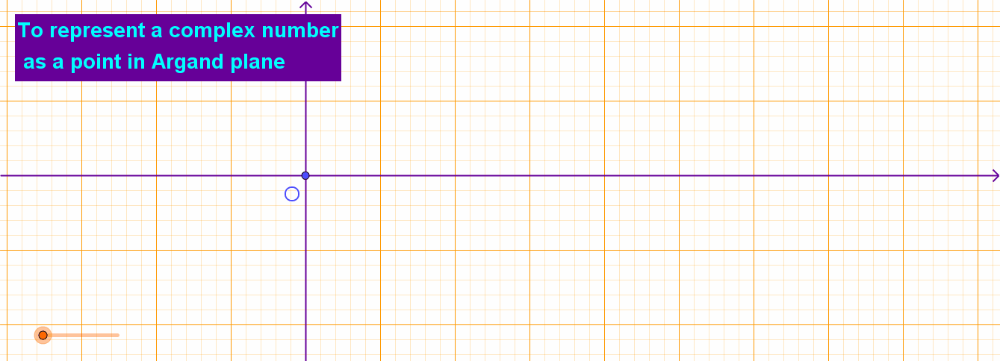 To represent a complex number
as a point in Argand plane
O